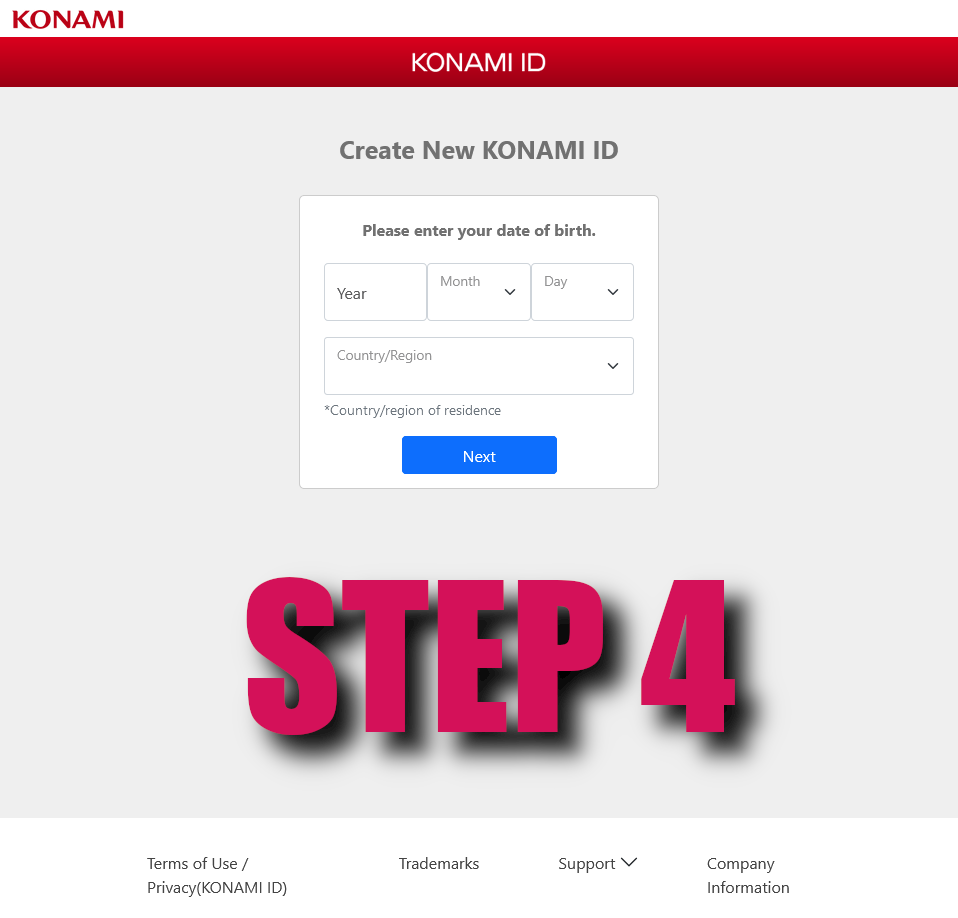 KONAMI
KONAMI ID
Create New KONAMI ID
Please enter your date of birth.
Year
Month
Day
Country/Region
*Country/region of residence
Next
STEP 4
Terms of Use /
Privacy(KONAMI ID)
Trademarks
Support
Company
Information